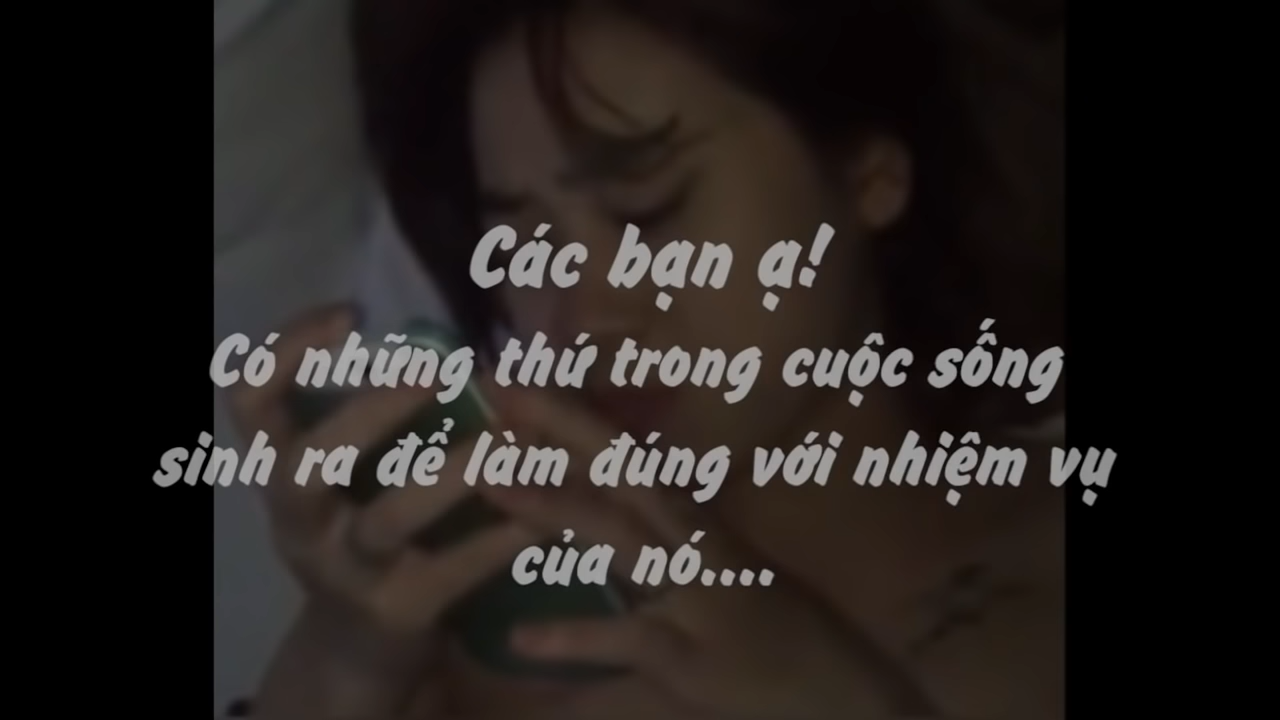 Các bạn ạ!
Có những thứ trong cuộc sống
sinh ra để làm đúng với nhiệm vụ
của nó....